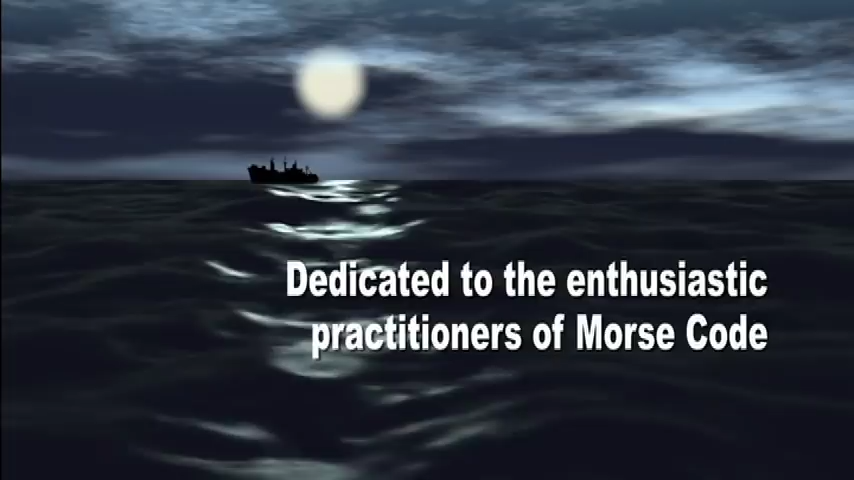 Dedicated to the enthusiastic
practitioners of Morse Code